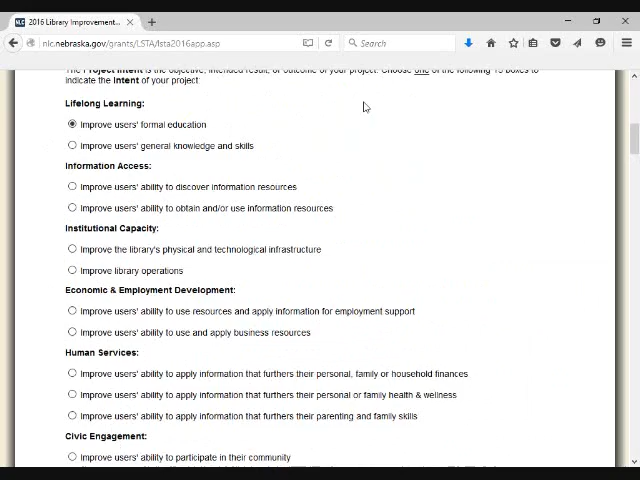 2016 Library Improvement...
nlc.nebraska.gov/grants/LSTA/lsta2016app.asp
Search
The Project Intent is the objective, intended result, or outcome of your project. Choose one of the following 15 boxes to
indicate the Intent of your project:
Lifelong Learning:
Improve users' formal education
Improve users' general knowledge and skills
Information Access:
Improve users' ability to discover information resources
Improve users' ability to obtain and/or use information resources
Institutional Capacity:
Improve the library's physical and technological infrastructure
Improve library operations
Economic & Employment Development:
Improve users' ability to use resources and apply information for employment support
Improve users' ability to use and apply business resources
Human Services:
Improve users' ability to apply information that furthers their personal, family or household finances
Improve users' ability to apply information that furthers their personal or family health & wellness
Improve users' ability to apply information that furthers their parenting and family skills
Civic Engagement:
Improve users' ability to participate in their community